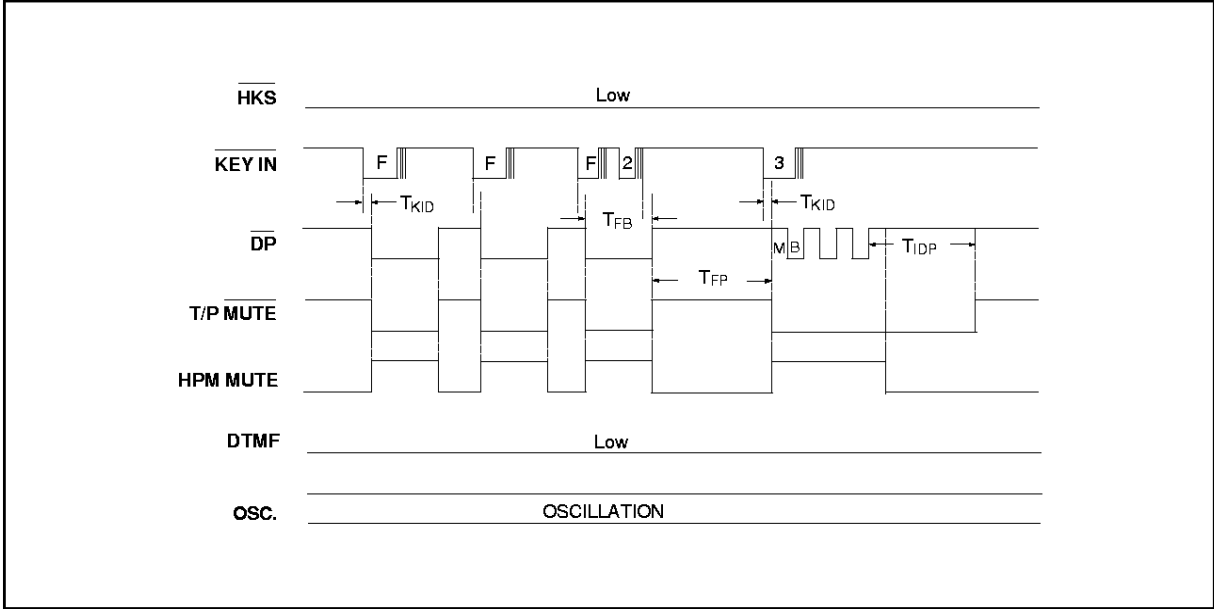 HKS Low
KEY IN F F F 2 3
TKID TFB TKID
DP M B TIDP
TFP
T/P MUTE
HPM MUTE
DTMF Low
OSC. OSCILLATION